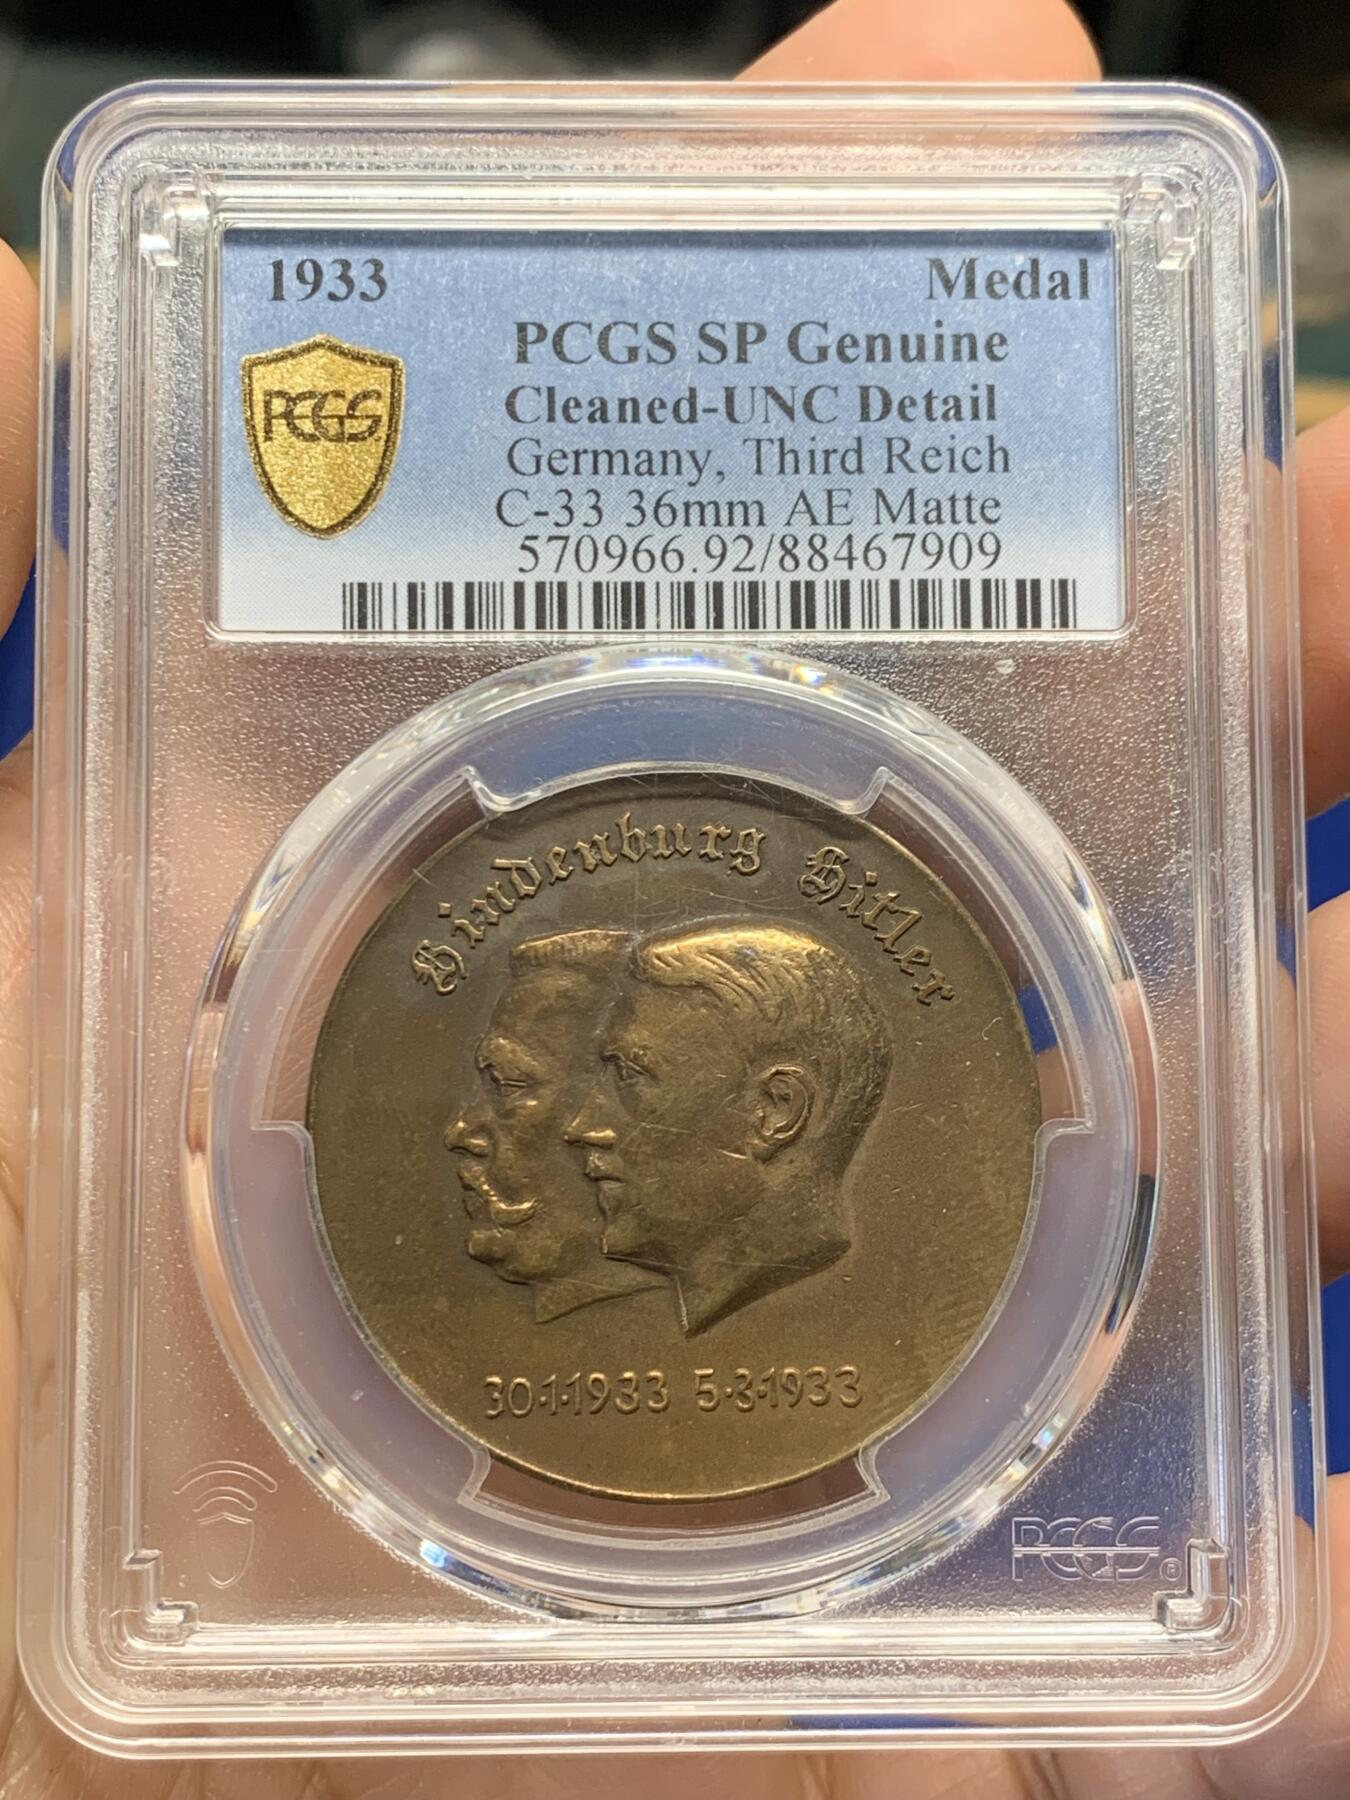 1933 Medal
PCGS SP Genuine
PCGS
Cleaned-UNC Detail
Germany, Third Reich
C-33 36mm AE Matte
570966.92/88467909
Hindenburg Hitler
30·1·1933 5·3·1933
PCGS®